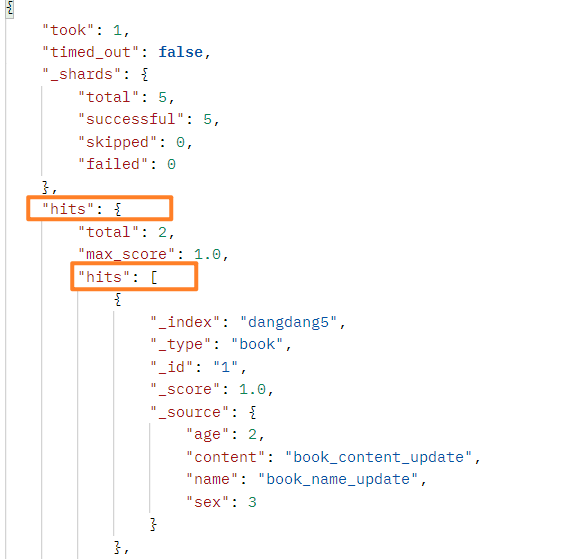 {
"took": 1,
"timed_out": false,
"_shards": {
"total": 5,
"successful": 5,
"skipped": 0,
"failed": 0
},
"hits": {
"total": 2,
"max_score": 1.0,
"hits": [
{
"_index": "dangdang5",
"_type": "book",
"_id": "1",
"_score": 1.0,
"_source": {
"age": 2,
"content": "book_content_update",
"name": "book_name_update",
"sex": 3
}
},